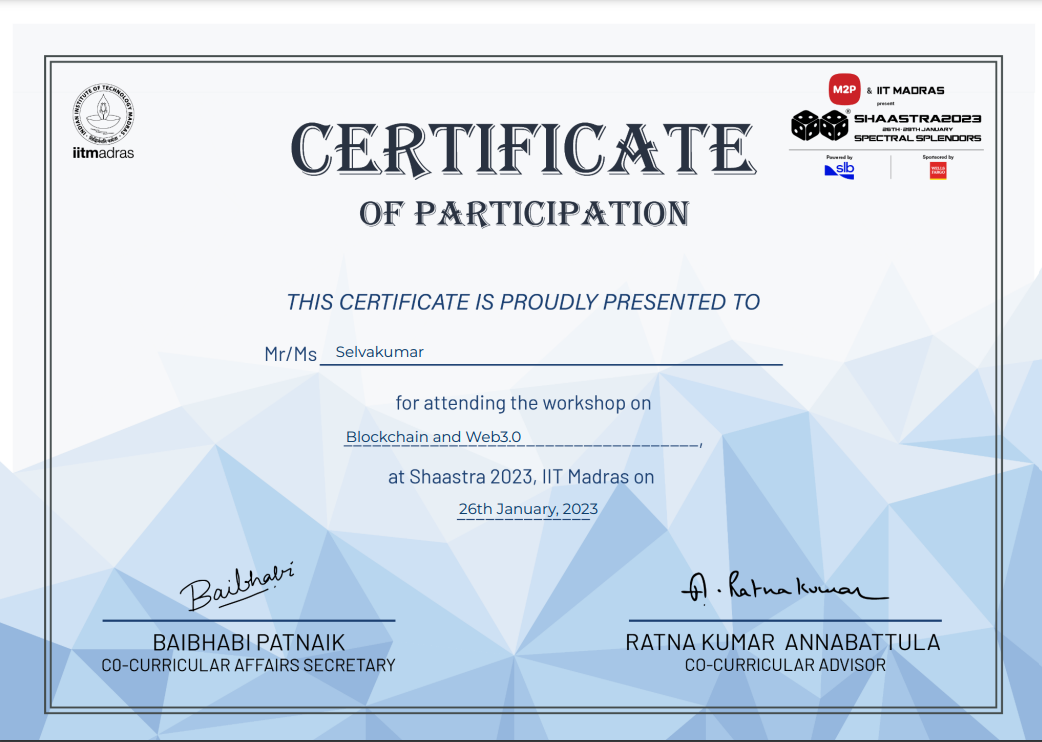 INDIAN INSTITUTE OF TECHNOLOGY MADRAS
iitmadras
M2P & IIT MADRAS
present
SHAASTRA2023
26TH-29TH JANUARY
SPECTRAL SPLENDORS
Powered by
slb
Sponsored by
WELLS
FARGO
CERTIFICATE
OF PARTICIPATION
THIS CERTIFICATE IS PROUDLY PRESENTED TO
Mr/Ms Selvakumar
for attending the workshop on
Blockchain and Web3.0,
at Shaastra 2023, IIT Madras on
26th January, 2023
Baibhabi
BAIBHABI PATNAIK
CO-CURRICULAR AFFAIRS SECRETARY
A. Ratna Kumar
RATNA KUMAR ANNABATTULA
CO-CURRICULAR ADVISOR